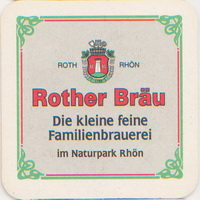 ROTH RHÖN
Rother Bräu
Die kleine feine
Familienbrauerei
im Naturpark Rhön